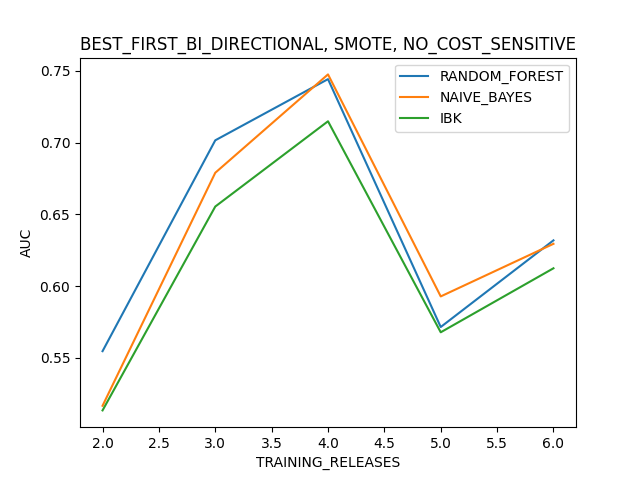 BEST_FIRST_BI_DIRECTIONAL, SMOTE, NO_COST_SENSITIVE
RANDOM_FOREST
NAIVE_BAYES
IBK
AUC
0.75
0.70
0.65
0.60
0.55
2.0 2.5 3.0 3.5 4.0 4.5 5.0 5.5 6.0
TRAINING_RELEASES